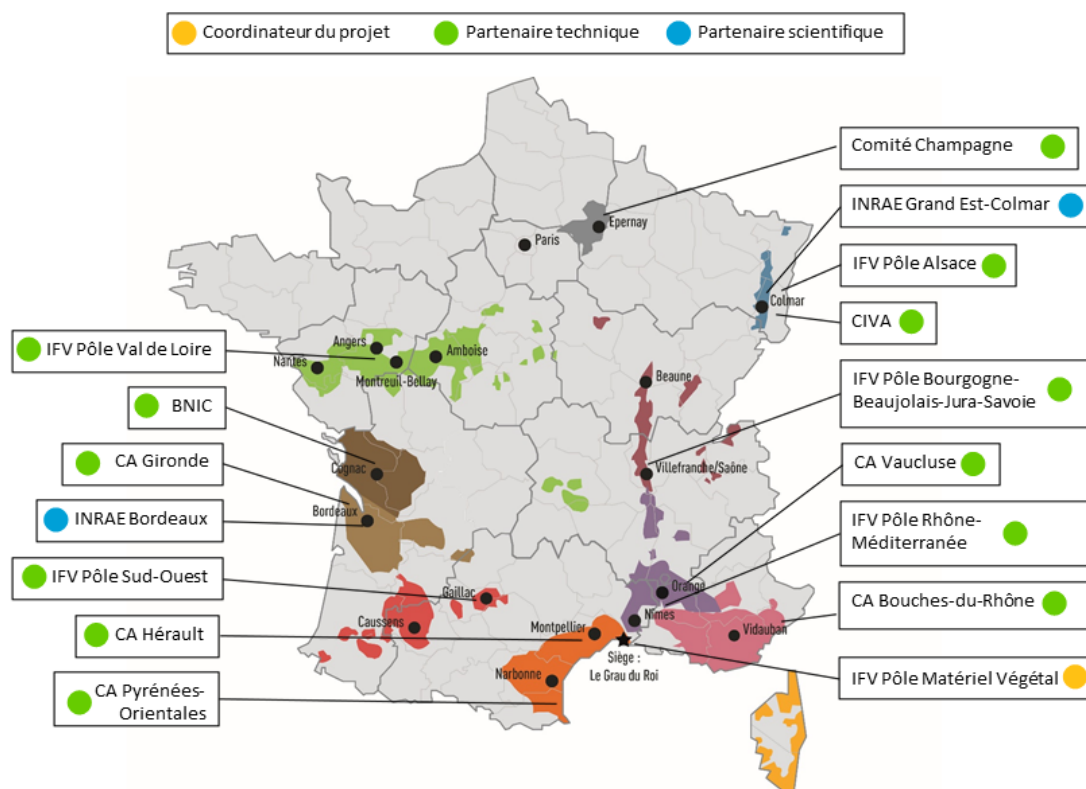 Coordinateur du projet
Partenaire technique
Partenaire scientifique
Comité Champagne
INRAE Grand Est-Colmar
IFV Pôle Alsace
CIVA
IFV Pôle Bourgogne-
Beaujolais-Jura-Savoie
CA Vaucluse
IFV Pôle Rhône-
Méditerranée
CA Bouches-du-Rhône
IFV Pôle Matériel Végétal
IFV Pôle Val de Loire
BNIC
CA Gironde
INRAE Bordeaux
IFV Pôle Sud-Ouest
CA Hérault
CA Pyrénées-
Orientales
Epernay
Paris
Colmar
Angers
Nantes
Amboise
Montreuil-Bellay
Beaune
Cognac
Villefranche/Saône
Bordeaux
Orange
Gaillac
Nîmes
Caussens
Montpellier
Vidauban
Siège :
Le Grau du Roi
Narbonne